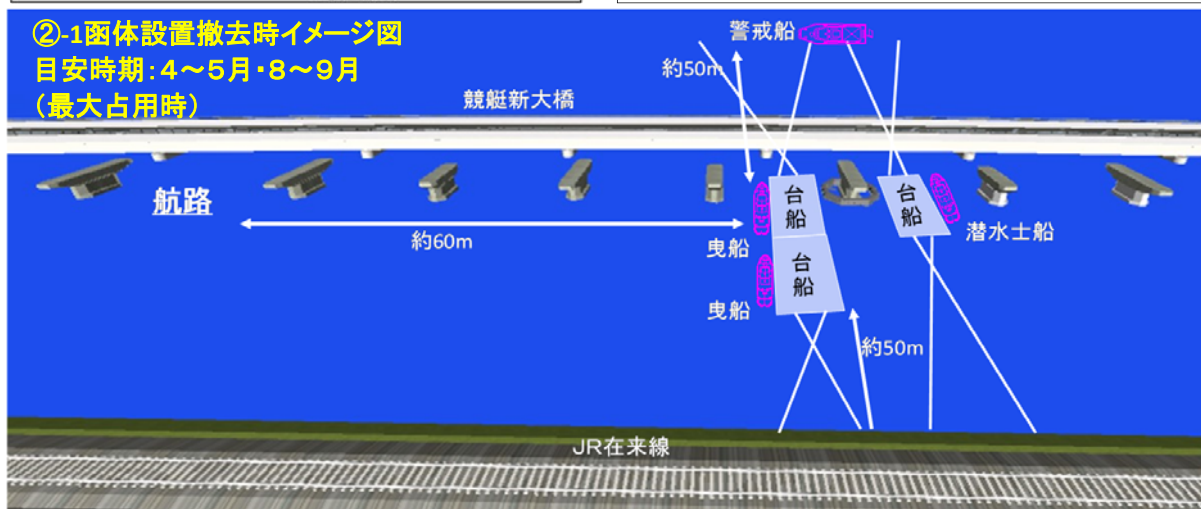 ②-1函体設置撤去時イメージ図
目安時期:4～5月・8～9月
(最大占用時)
警戒船
約50m
競艇新大橋
航路
約60m
台船
台船
曳船
潜水士船
台船
曳船
約50m
JR在来線